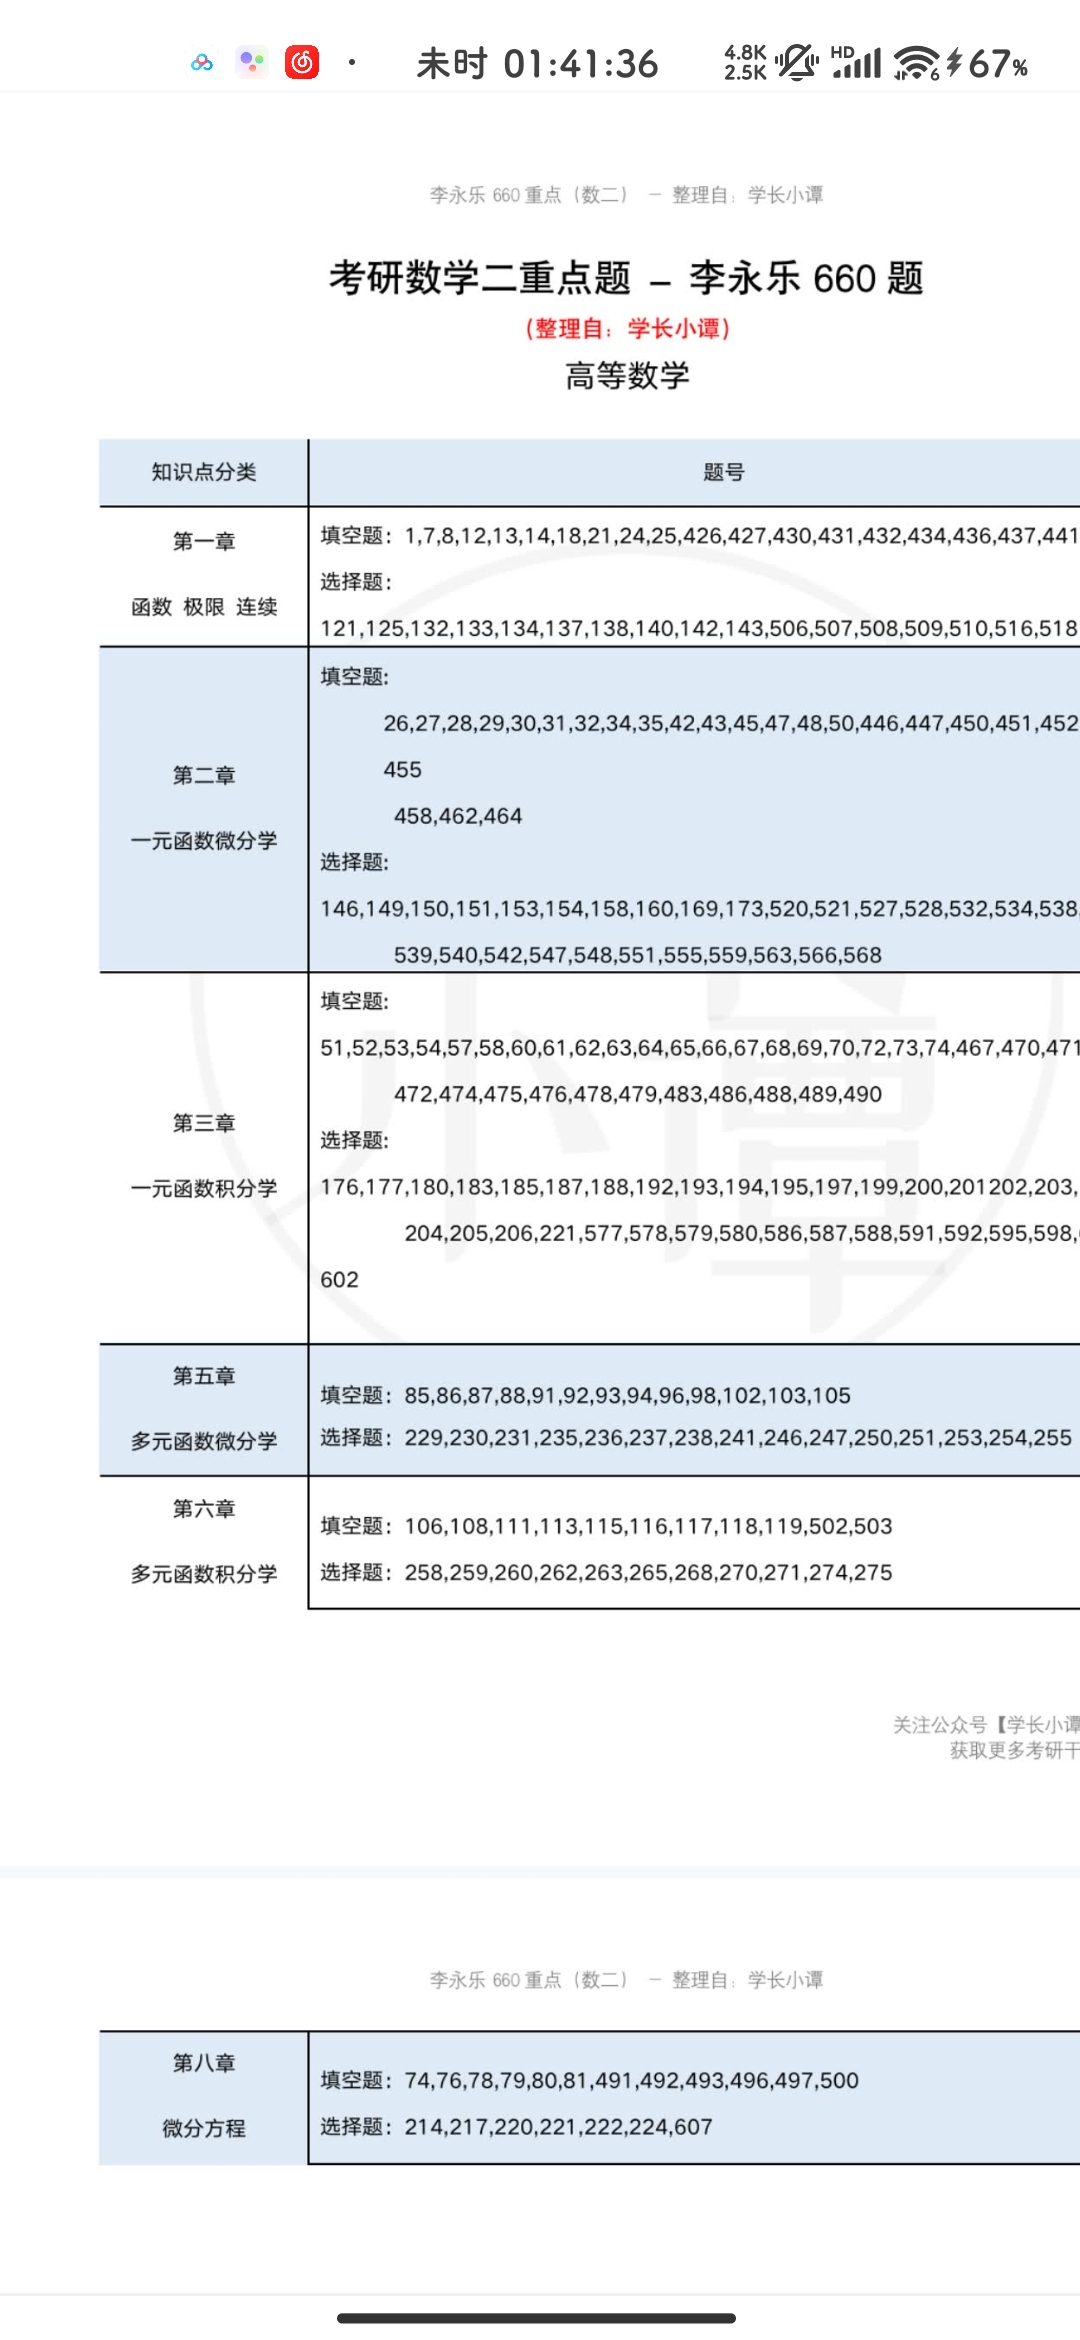 未时 01:41:36
4.8K
2.5K
HD
6
67%
李永乐 660 重点（数二） － 整理自：学长小谭
考研数学二重点题 － 李永乐 660 题
（整理自：学长小谭）
高等数学
知识点分类
题号
第一章
函数 极限 连续
填空题：1,7,8,12,13,14,18,21,24,25,426,427,430,431,432,434,436,437,441
选择题：
121,125,132,133,134,137,138,140,142,143,506,507,508,509,510,516,518
第二章
一元函数微分学
填空题:
26,27,28,29,30,31,32,34,35,42,43,45,47,48,50,446,447,450,451,452
455
458,462,464
选择题:
146,149,150,151,153,154,158,160,169,173,520,521,527,528,532,534,538,
539,540,542,547,548,551,555,559,563,566,568
第三章
一元函数积分学
填空题:
51,52,53,54,57,58,60,61,62,63,64,65,66,67,68,69,70,72,73,74,467,470,471
472,474,475,476,478,479,483,486,488,489,490
选择题:
176,177,180,183,185,187,188,192,193,194,195,197,199,200,201202,203,
204,205,206,221,577,578,579,580,586,587,588,591,592,595,598,
602
第五章
多元函数微分学
填空题：85,86,87,88,91,92,93,94,96,98,102,103,105
选择题：229,230,231,235,236,237,238,241,246,247,250,251,253,254,255
第六章
多元函数积分学
填空题：106,108,111,113,115,116,117,118,119,502,503
选择题：258,259,260,262,263,265,268,270,271,274,275
小谭
关注公众号【学长小谭
获取更多考研干
李永乐 660 重点（数二） － 整理自：学长小谭
第八章
微分方程
填空题：74,76,78,79,80,81,491,492,493,496,497,500
选择题：214,217,220,221,222,224,607